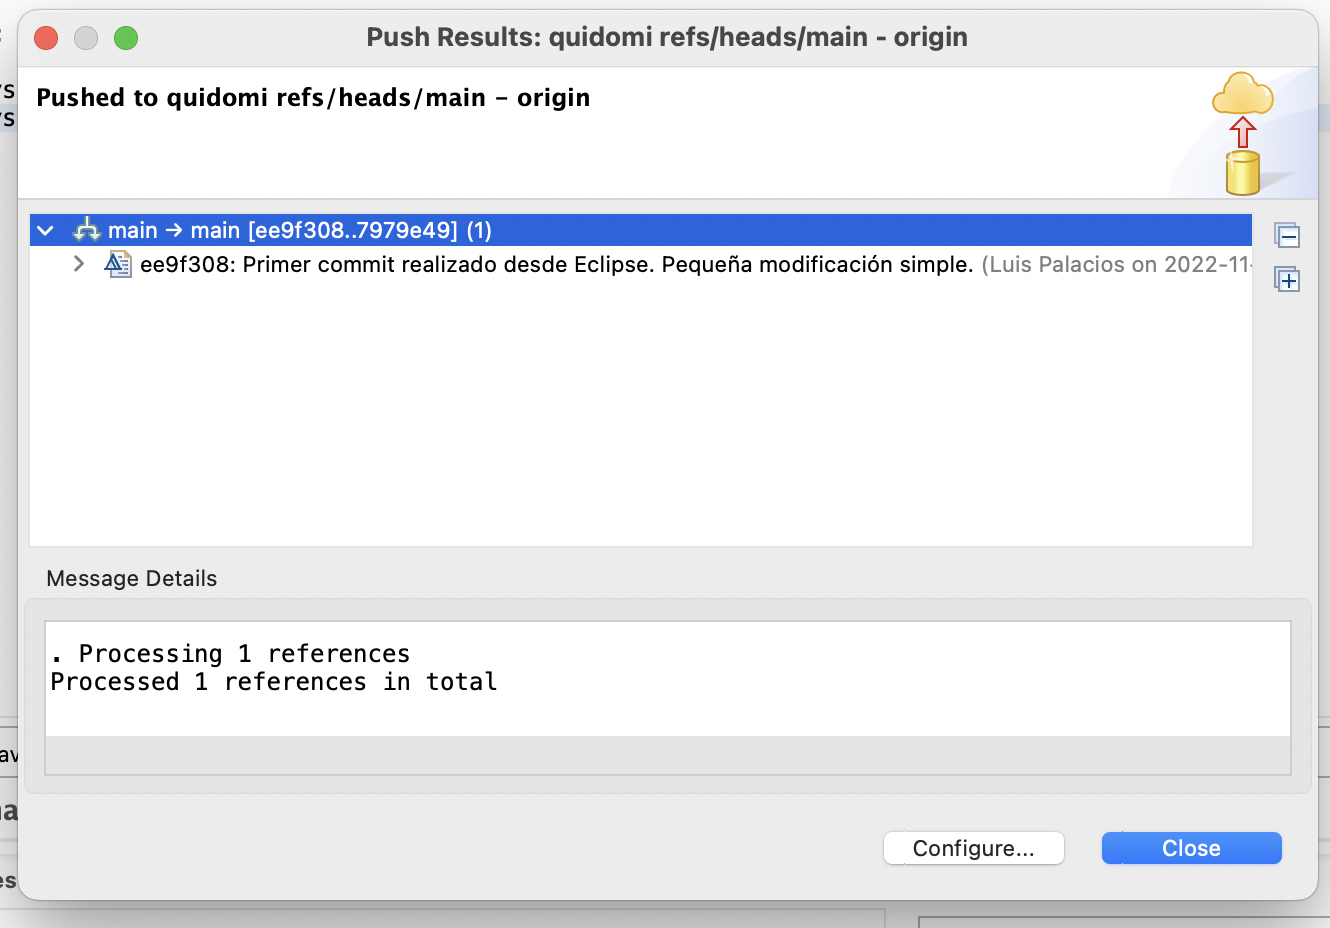 Push Results: quidomi refs/heads/main - origin
Pushed to quidomi refs/heads/main - origin
main → main [ee9f308..7979e49] (1)
ee9f308: Primer commit realizado desde Eclipse. Pequeña modificación simple. (Luis Palacios on 2022-11-
Message Details
. Processing 1 references
Processed 1 references in total
Configure...
Close